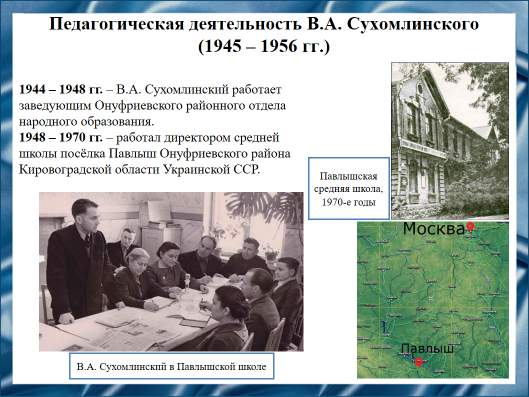 Педагогическая деятельность В.А. Сухомлинского
(1945 – 1956 гг.)
1944 – 1948 гг. – В.А. Сухомлинский работает
заведующим Онуфриевского районного отдела
народного образования.
1948 – 1970 гг. – работал директором средней
школы посёлка Павлыш Онуфриевского района
Кировоградской области Украинской ССР.
Павлышская
средняя школа,
1970-е годы
Москва
Павлыш
В.А. Сухомлинский в Павлышской школе